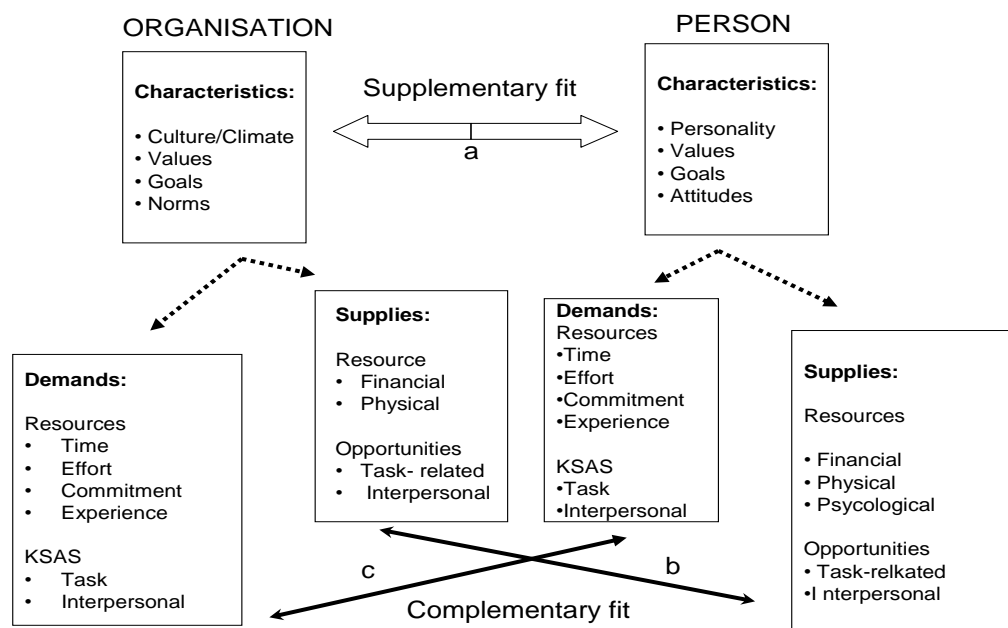 ORGANISATION
Characteristics:
• Culture/Climate
• Values
• Goals
• Norms
Supplementary fit
a
PERSON
Characteristics:
• Personality
• Values
• Goals
• Attitudes
Demands:
Resources
• Time
• Effort
• Commitment
• Experience
KSAS
• Task
• Interpersonal
Supplies:
Resource
• Financial
• Physical
Opportunities
• Task- related
• Interpersonal
Demands:
Resources
•Time
•Effort
•Commitment
•Experience
KSAS
•Task
•Interpersonal
Supplies:
Resources
• Financial
• Physical
• Psycological
Opportunities
• Task-relkated
•I nterpersonal
c
b
Complementary fit